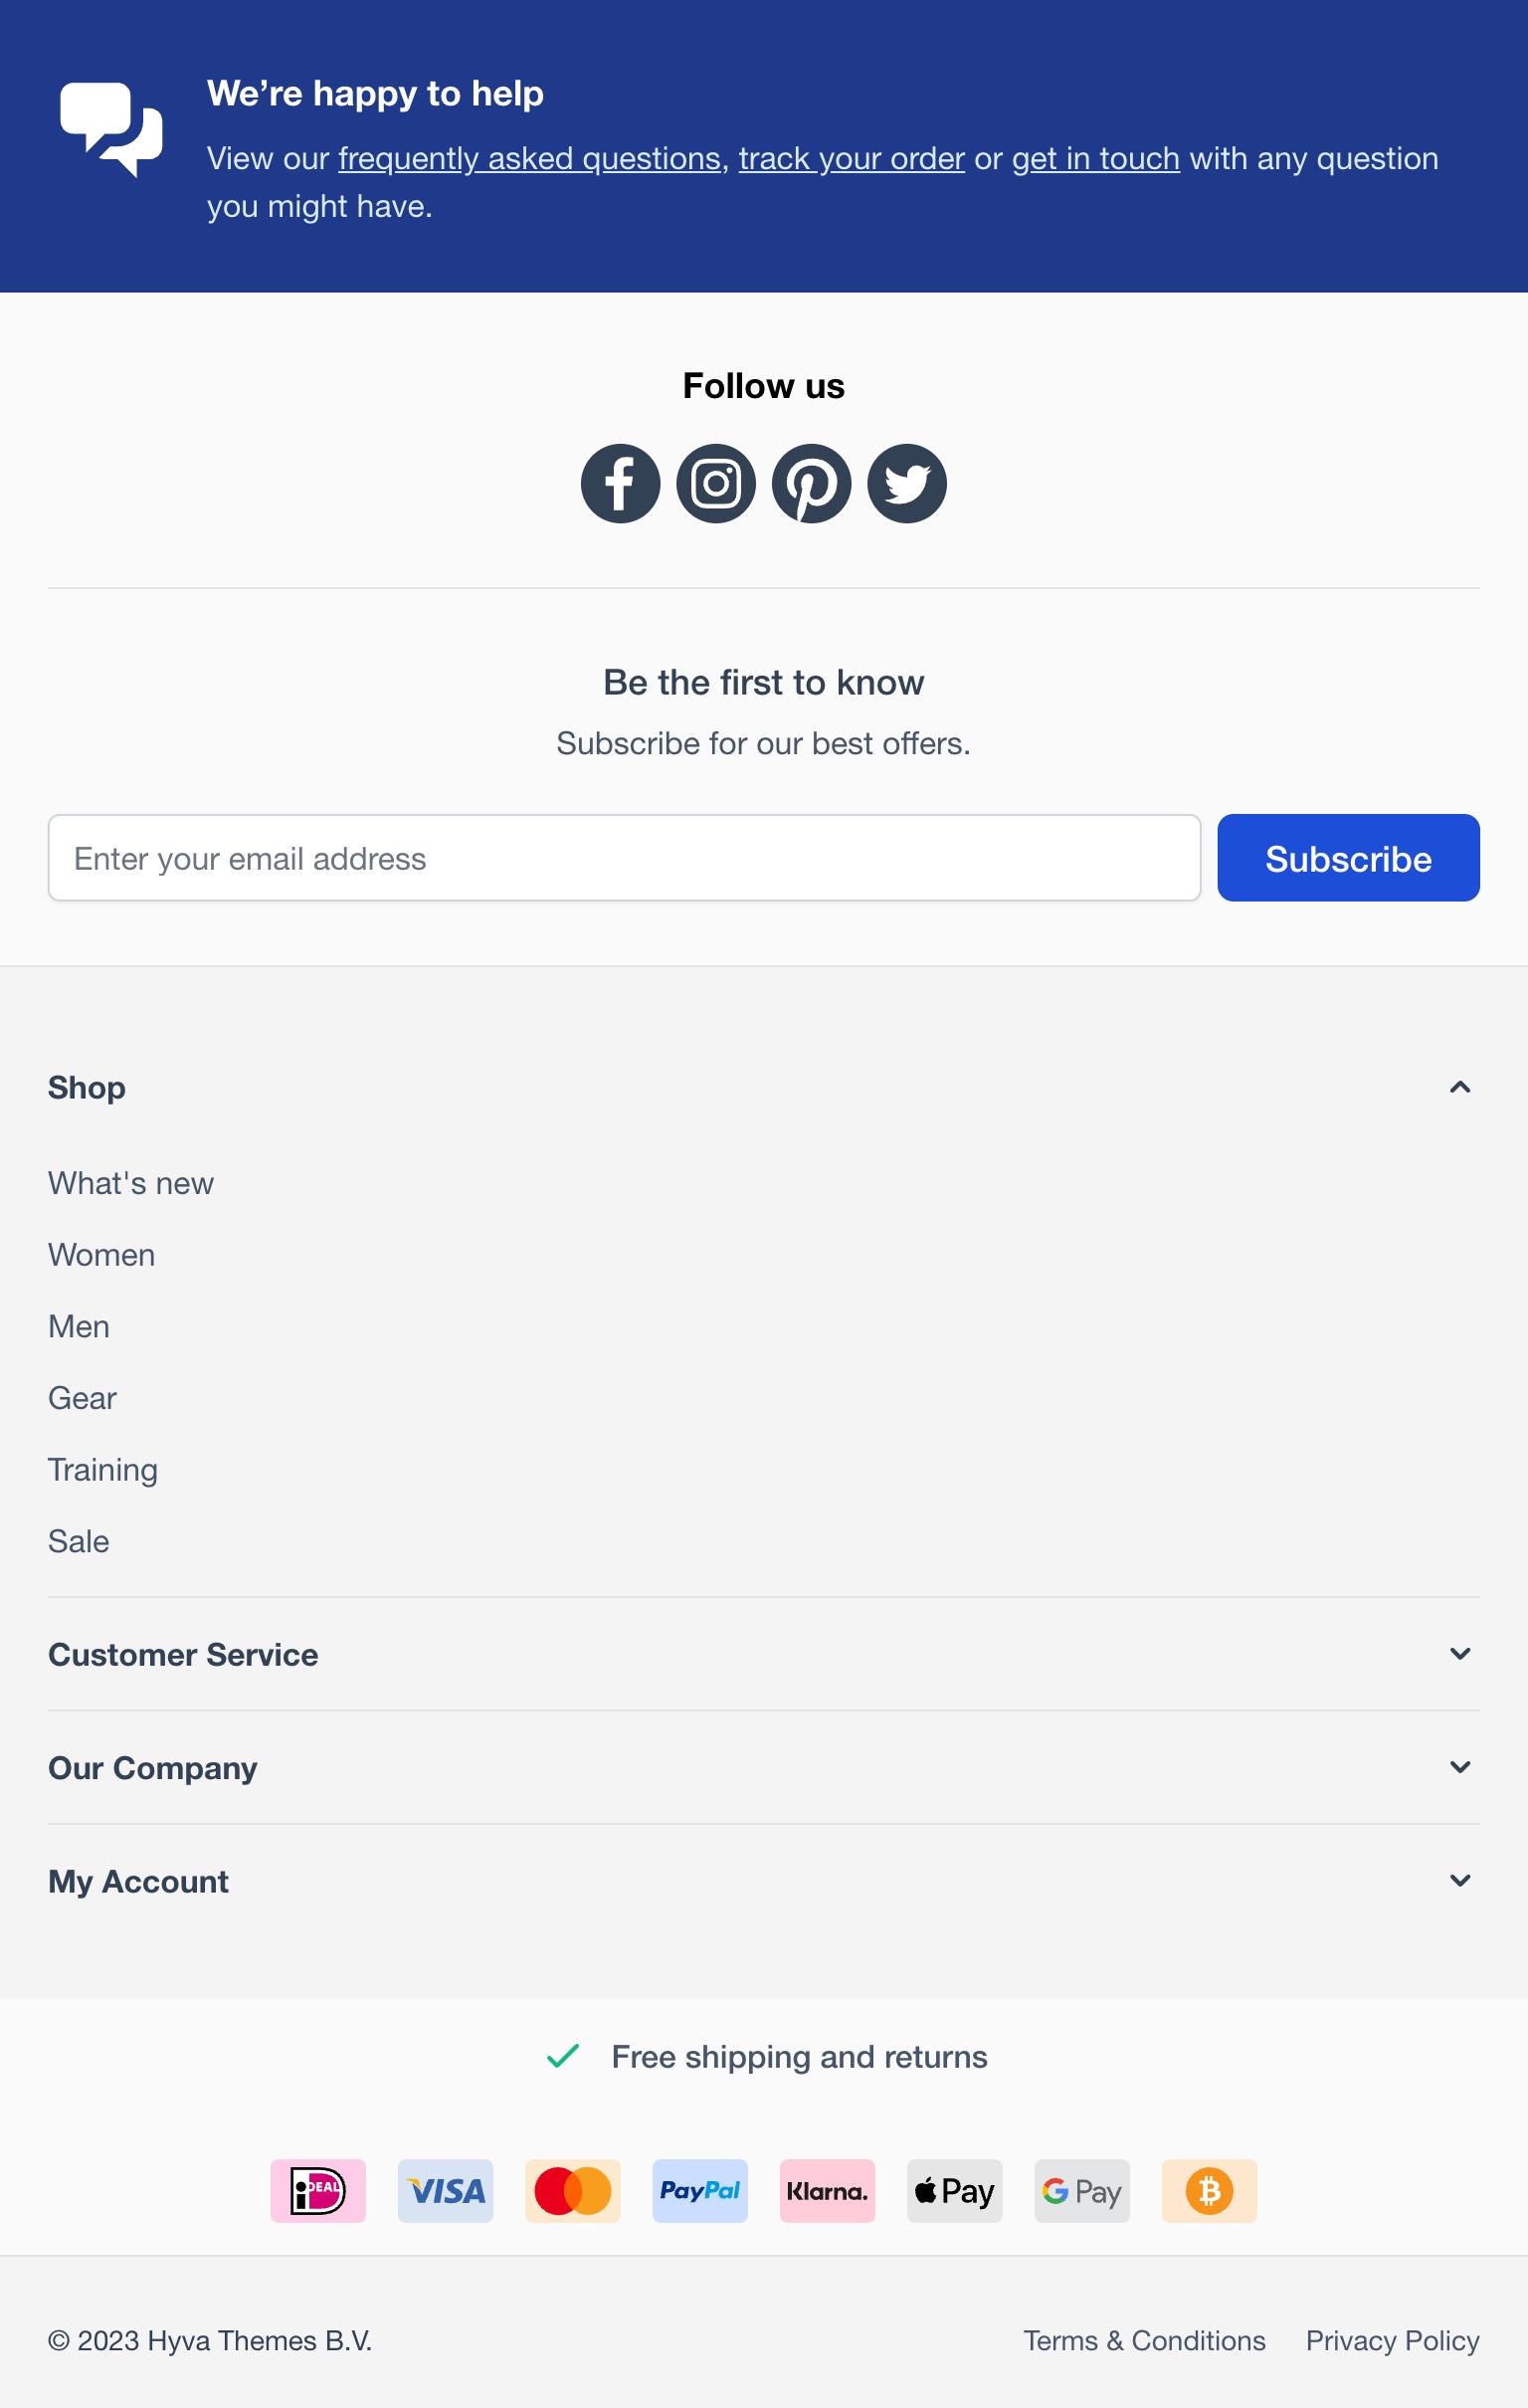 We’re happy to help
View our frequently asked questions, track your order or get in touch with any question
you might have.
Follow us
Be the first to know
Subscribe for our best offers.
Enter your email address
Subscribe
Shop
What's new
Women
Men
Gear
Training
Sale
Customer Service
Our Company
My Account
Free shipping and returns
iDEAL VISA PayPal Klarna. Pay G Pay
© 2023 Hyva Themes B.V. Terms & Conditions Privacy Policy